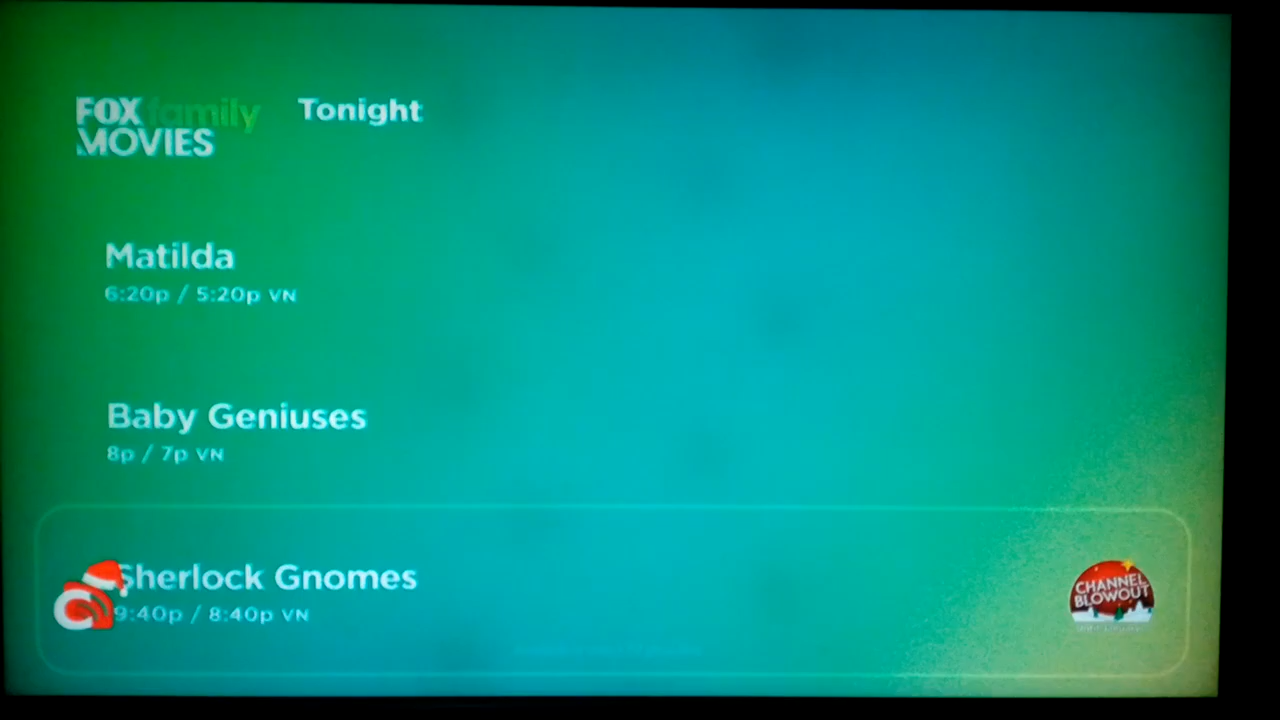 FOX family
MOVIES
Tonight
Matilda
6:20p / 5:20p VN
Baby Geniuses
8p / 7p VN
Sherlock Gnomes
9:40p / 8:40p VN
CHANNEL
BLOWOUT